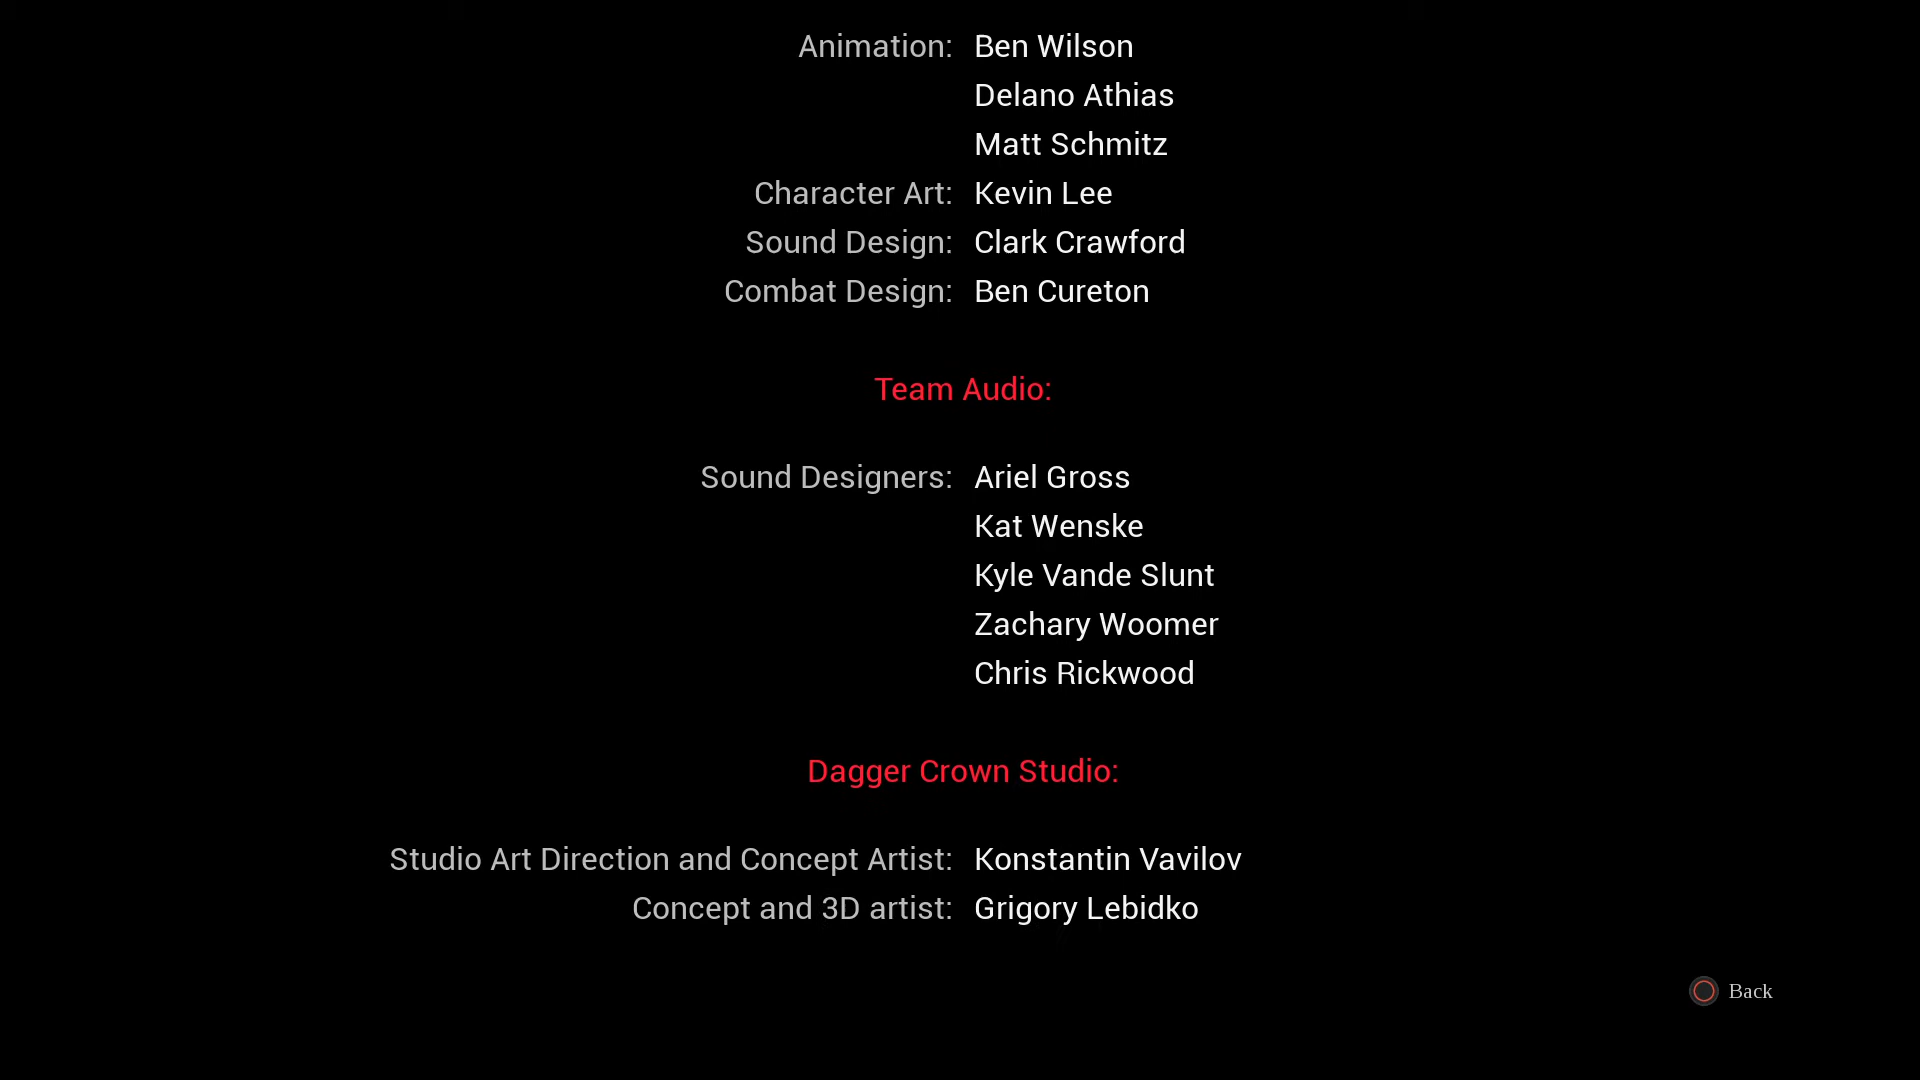 Animation: Ben Wilson
Delano Athias
Matt Schmitz
Character Art: Kevin Lee
Sound Design: Clark Crawford
Combat Design: Ben Cureton
Team Audio:
Sound Designers: Ariel Gross
Kat Wenske
Kyle Vande Slunt
Zachary Woomer
Chris Rickwood
Dagger Crown Studio:
Studio Art Direction and Concept Artist: Konstantin Vavilov
Concept and 3D artist: Grigory Lebidko
Back